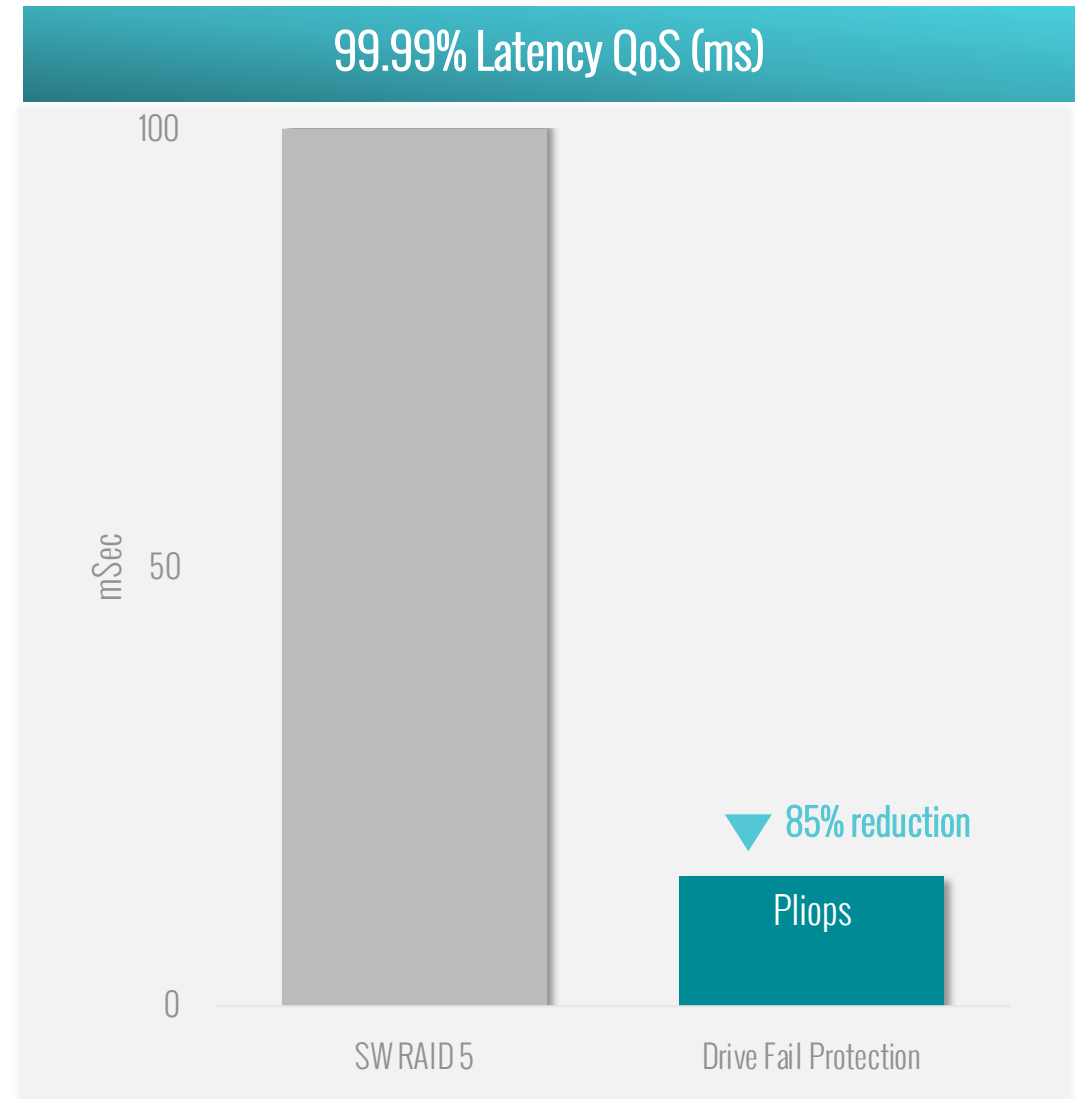 99.99% Latency QoS (ms)
100
mSec
50
85% reduction
Pliops
0
SW RAID 5
Drive Fail Protection